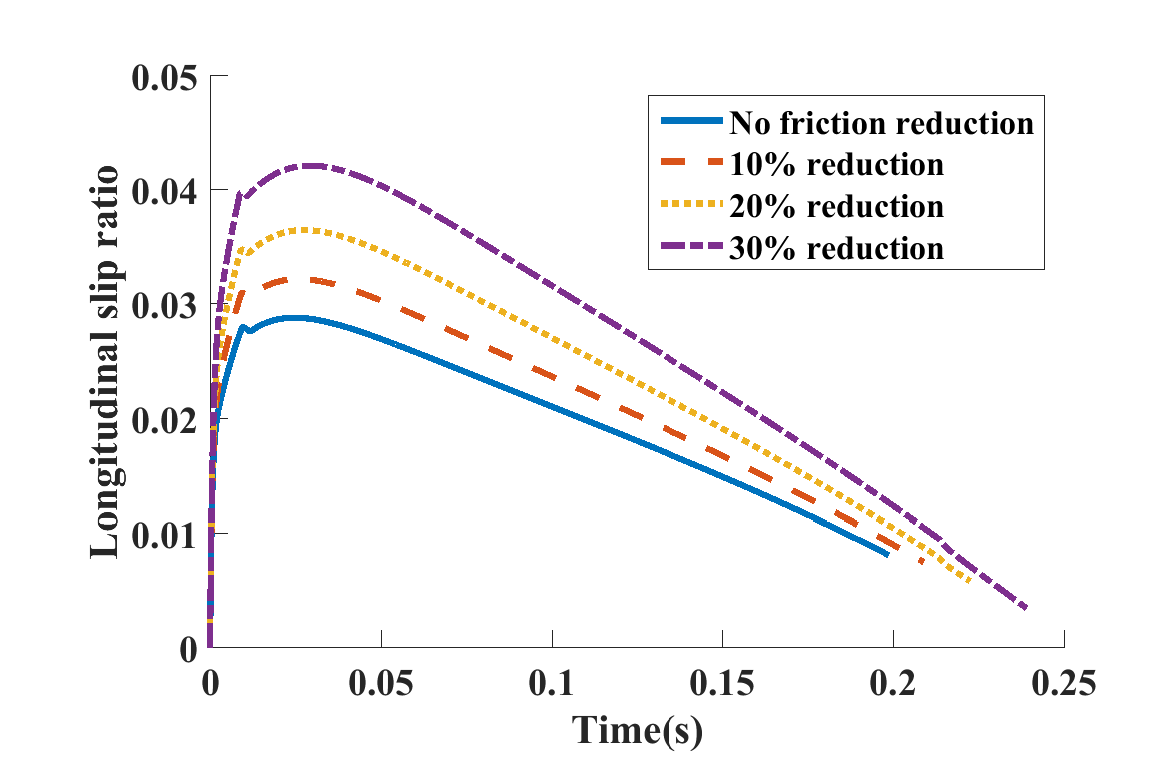 0.05
0.04
0.03
0.02
0.01
0
Longitudinal slip ratio
No friction reduction
10% reduction
20% reduction
30% reduction
0 0.05 0.1 0.15 0.2 0.25
Time(s)